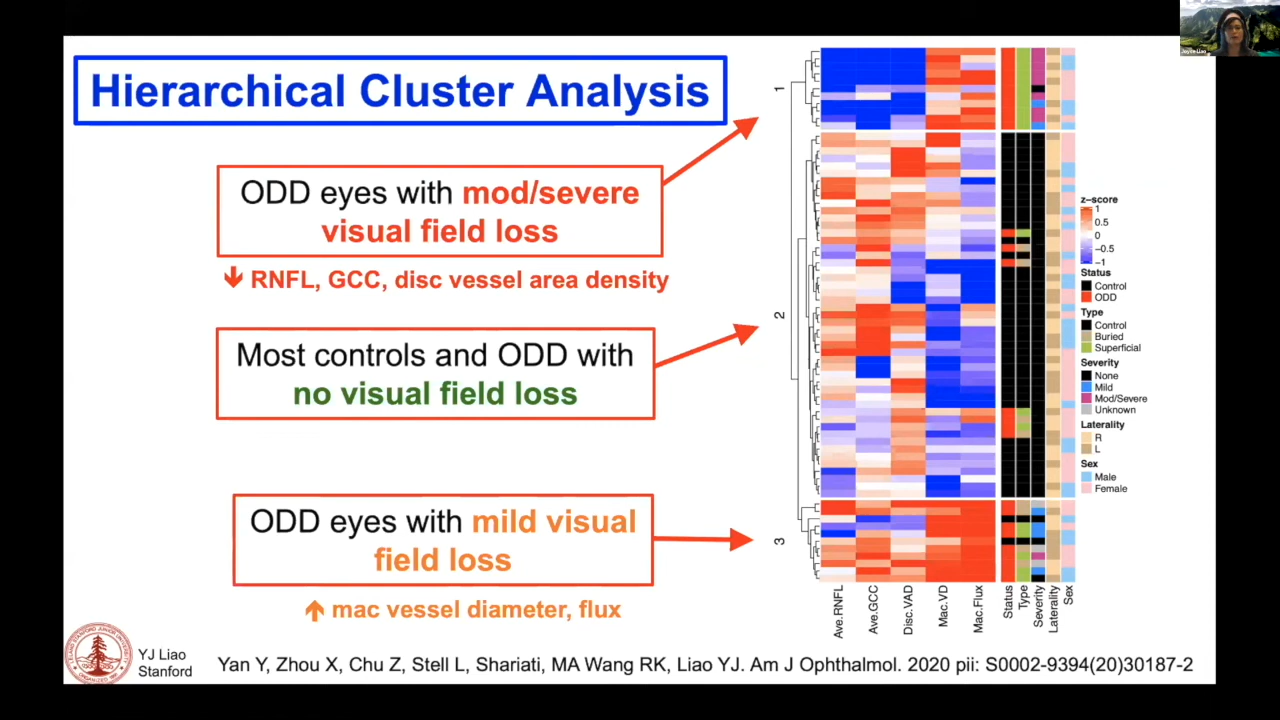 Joyce Liao
Hierarchical Cluster Analysis
ODD eyes with mod/severe
visual field loss
RNFL, GCC, disc vessel area density
Most controls and ODD with
no visual field loss
ODD eyes with mild visual
field loss
mac vessel diameter, flux
1
2
3
z-score
1
0.5
0
-0.5
-1
Status
Control
ODD
Type
Control
Buried
Superficial
Severity
None
Mild
Mod/Severe
Unknown
Laterality
R
L
Sex
Male
Female
Ave.RNFL
Ave.GCC
Disc.VAD
Mac.VD
Mac.Flux
Status
Type
Severity
Laterality
Sex
YJ Liao
Stanford
Yan Y, Zhou X, Chu Z, Stell L, Shariati, MA Wang RK, Liao YJ. Am J Ophthalmol. 2020 pii: S0002-9394(20)30187-2